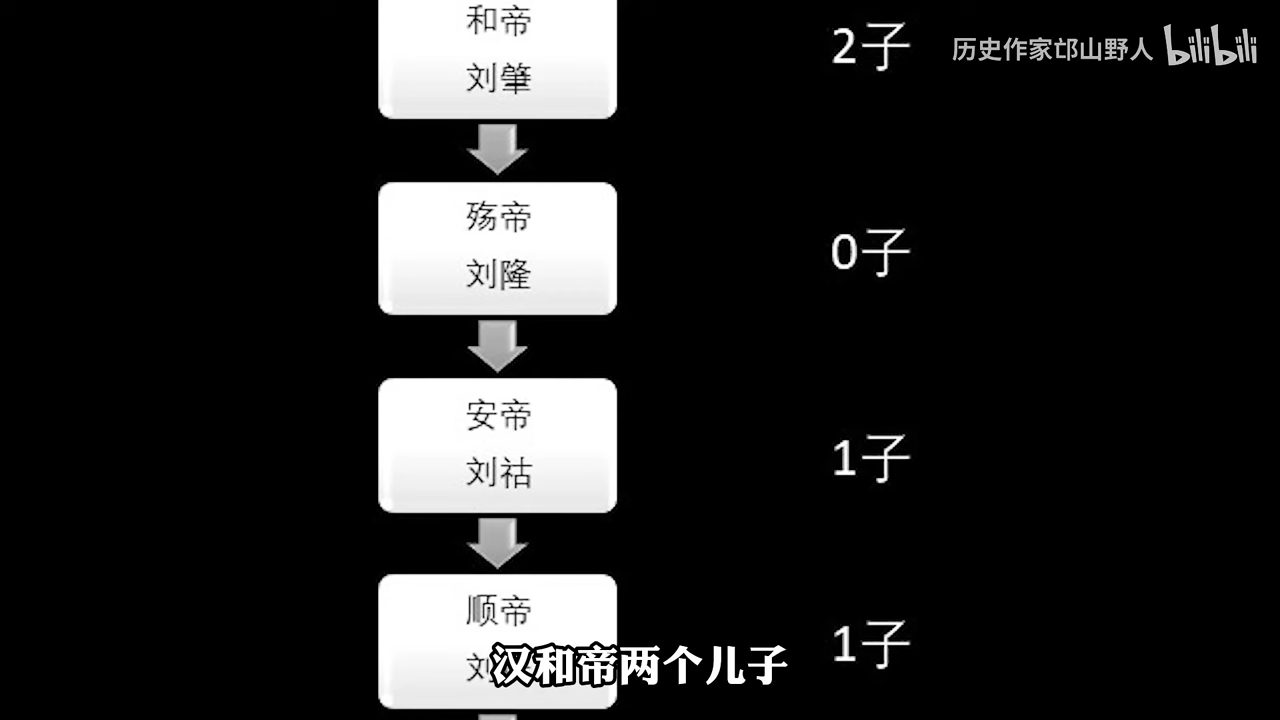 和帝
刘肇
2子
历史作家邙山野人 bilibili
殇帝
刘隆
0子
安帝
刘祜
1子
顺帝
刘
1子
汉和帝两个儿子